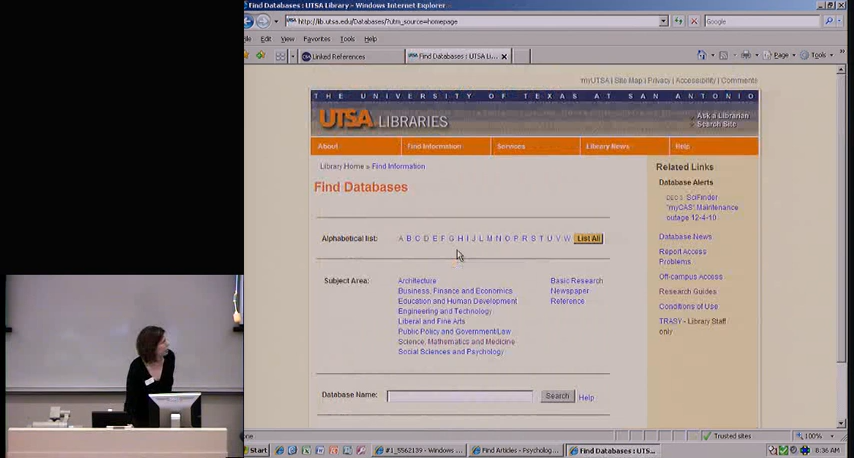 Find Databases : UTSA Library - Windows Internet Explorer
http://lib.utsa.edu/Databases/?utm_source=homepage
Google
Edit View Favorites Tools Help
Linked References
Find Databases : UTSA Li...
Page Tools
myUTSA | Site Map | Privacy | Accessibility | Comments
THE UNIVERSITY OF TEXAS AT SAN ANTONIO
UTSA LIBRARIES
Ask a Librarian
Search Site
About Find Information Services Library News Help
Library Home » Find Information
Find Databases
Alphabetical list: A B C D E F G H I J L M N O P R S T U V W List All
Subject Area:
Architecture
Business, Finance and Economics
Education and Human Development
Engineering and Technology
Liberal and Fine Arts
Public Policy and Government/Law
Science, Mathematics and Medicine
Social Sciences and Psychology
Basic Research
Newspaper
Reference
Database Name: Search Help
Related Links
Database Alerts
SciFinder
"myCAS" Maintenance
outage 12-4-10
Database News
Report Access
Problems
Off-campus Access
Research Guides
Conditions of Use
TRASY - Library Staff
only
Trusted sites 100%
Start
#1_5562139 - Windows ...
Find Articles - Psycholog...
Find Databases : UTS...
8:36 AM